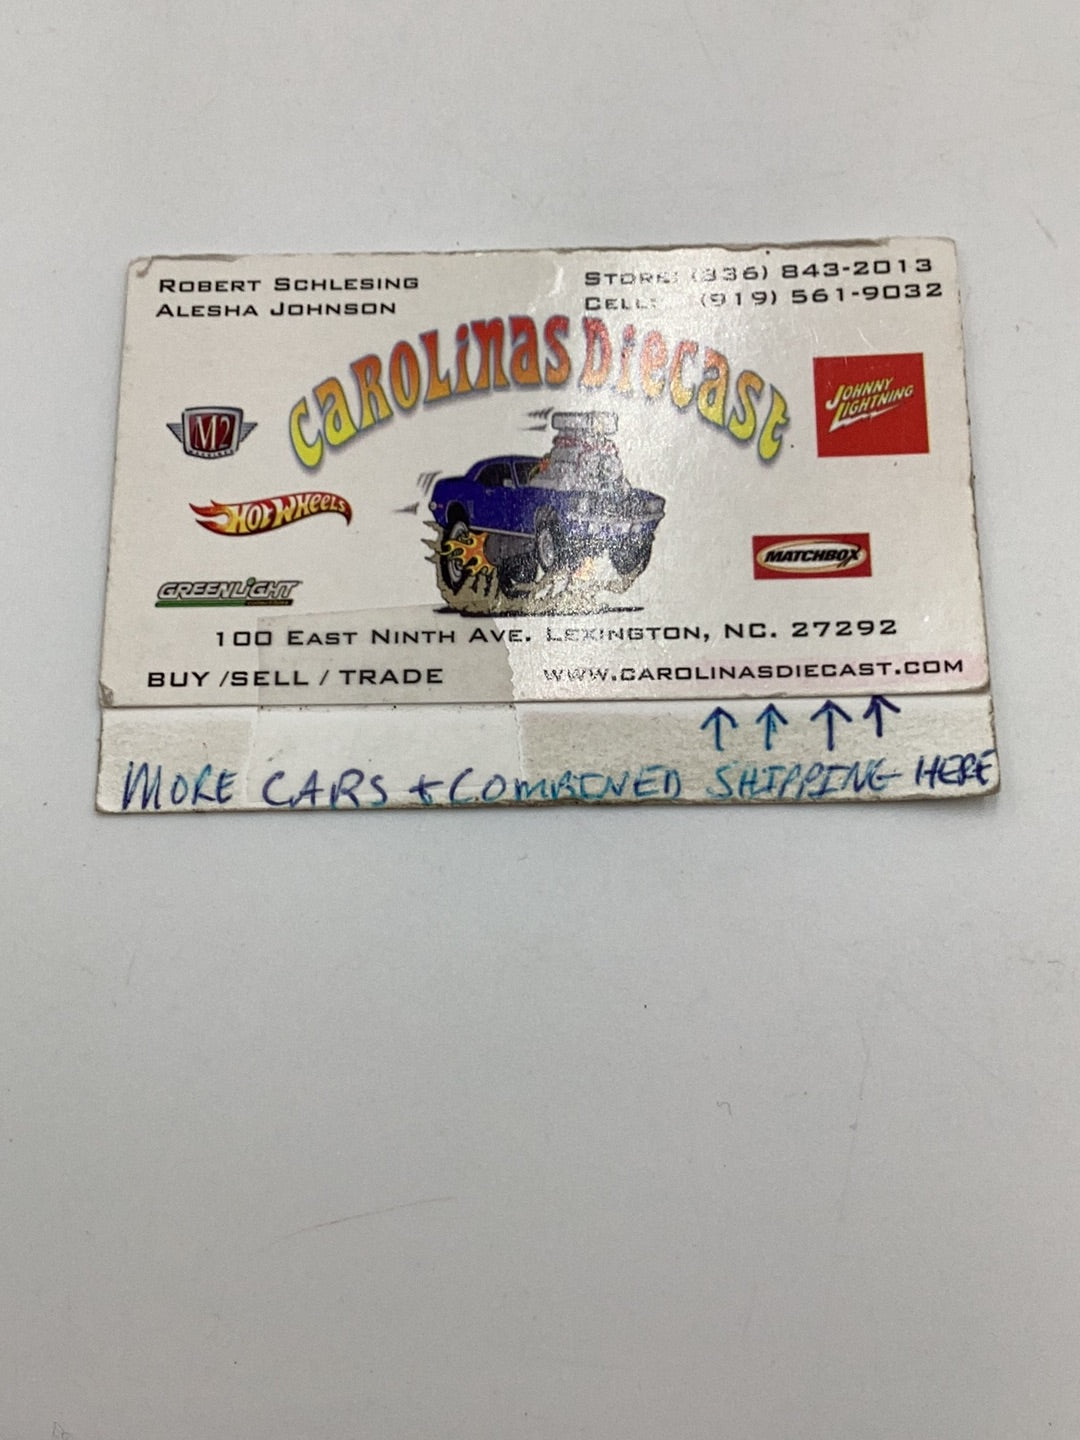 ROBERT SCHLESING
ALESHA JOHNSON
STORE: (336) 843-2013
CELL: (919) 561-9032
CAROLINAS DIECAST
M2
JOHNNY LIGHTNING
HOT WHEELS
MATCHBOX
GREENLIGHT
100 EAST NINTH AVE. LEXINGTON, NC. 27292
BUY /SELL / TRADE
WWW.CAROLINASDIECAST.COM
↑ ↑ ↑ ↑
MORE CARS + COMBINED SHIPPING HERE